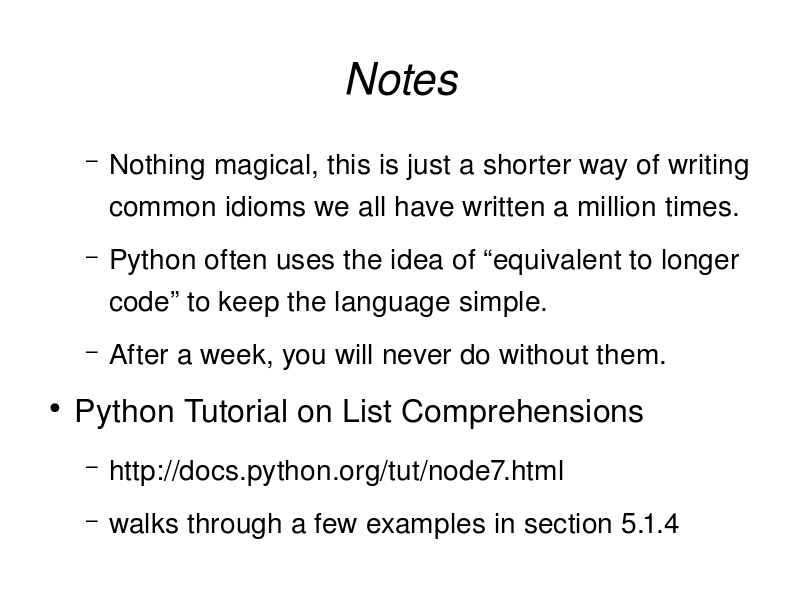 Notes
– Nothing magical, this is just a shorter way of writing
common idioms we all have written a million times.
– Python often uses the idea of “equivalent to longer
code” to keep the language simple.
– After a week, you will never do without them.
• Python Tutorial on List Comprehensions
– http://docs.python.org/tut/node7.html
– walks through a few examples in section 5.1.4